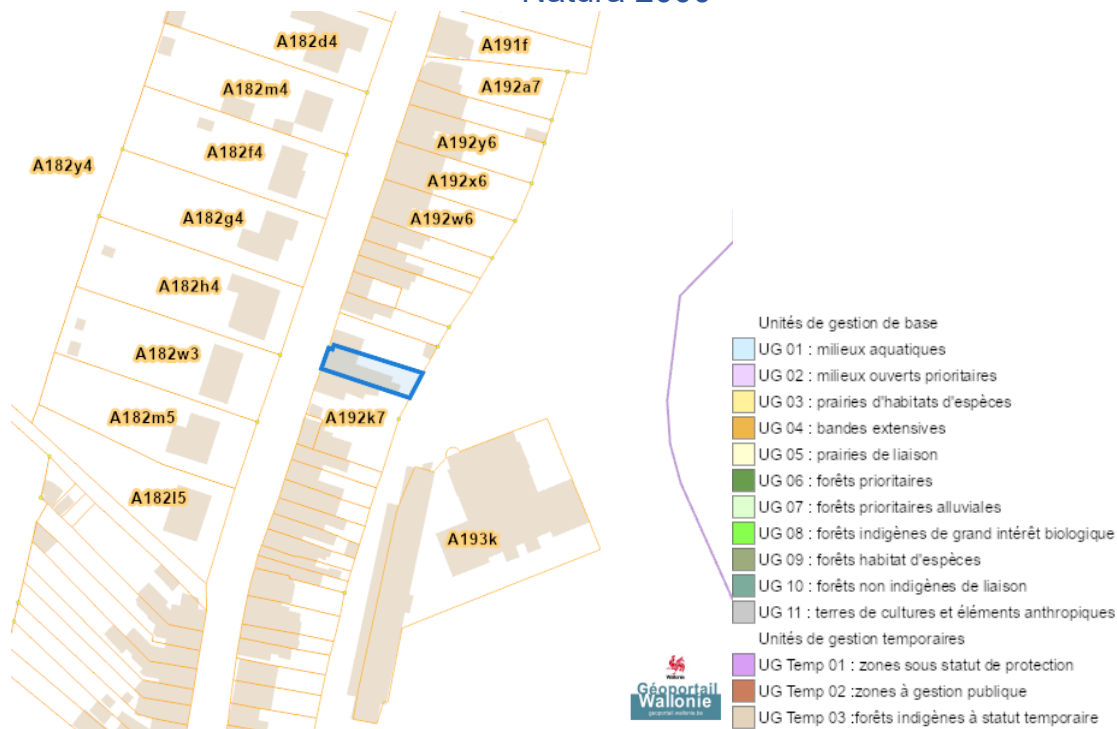 Natura 2000
A182d4
A191f
A192a7
A182m4
A192y6
A182f4
A182y4
A192x6
A182g4
A192w6
A182h4
A182w3
A182m5
A192k7
A182l5
A193k
Unités de gestion de base
UG 01 : milieux aquatiques
UG 02 : milieux ouverts prioritaires
UG 03 : prairies d'habitats d'espèces
UG 04 : bandes extensives
UG 05 : prairies de liaison
UG 06 : forêts prioritaires
UG 07 : forêts prioritaires alluviales
UG 08 : forêts indigènes de grand intérêt biologique
UG 09 : forêts habitat d'espèces
UG 10 : forêts non indigènes de liaison
UG 11 : terres de cultures et éléments anthropiques
Unités de gestion temporaires
UG Temp 01 : zones sous statut de protection
UG Temp 02 :zones à gestion publique
UG Temp 03 :forêts indigènes à statut temporaire
Wallonie
Géoportail
Wallonie
geoportail.wallonie.be